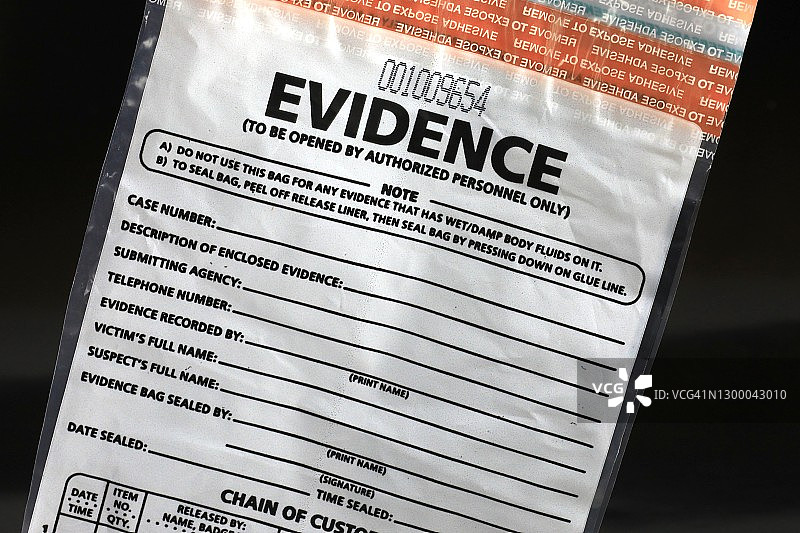 REMOVE TO EXPOSE ADHESIVE
001009654
EVIDENCE
(TO BE OPENED BY AUTHORIZED PERSONNEL ONLY)
NOTE
A) DO NOT USE THIS BAG FOR ANY EVIDENCE THAT HAS WET/DAMP BODY FLUIDS ON IT.
B) TO SEAL BAG, PEEL OFF RELEASE LINER, THEN SEAL BAG BY PRESSING DOWN ON GLUE LINE.
CASE NUMBER:
DESCRIPTION OF ENCLOSED EVIDENCE:
SUBMITTING AGENCY:
TELEPHONE NUMBER:
EVIDENCE RECORDED BY:
(PRINT NAME)
VICTIM'S FULL NAME:
SUSPECT'S FULL NAME:
EVIDENCE BAG SEALED BY:
(PRINT NAME)
(SIGNATURE)
DATE SEALED:
TIME SEALED:
CHAIN OF
DATE
TIME
ITEM
NO.
QTY.
RELEASED BY:
NAME,
1
VCG
ID: VCG41N1300043010